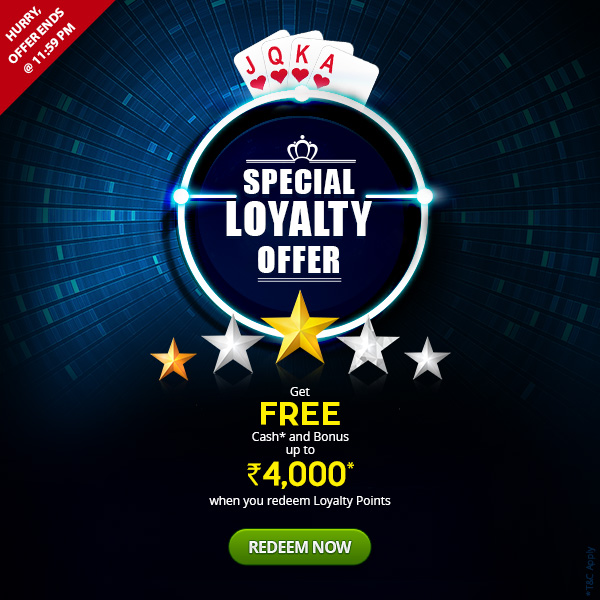 HURRY,
OFFER ENDS
@ 11:59 PM
J Q K A
SPECIAL
LOYALTY
OFFER
Get
FREE
Cash* and Bonus
up to
₹4,000*
when you redeem Loyalty Points
REDEEM NOW
*T&C Apply